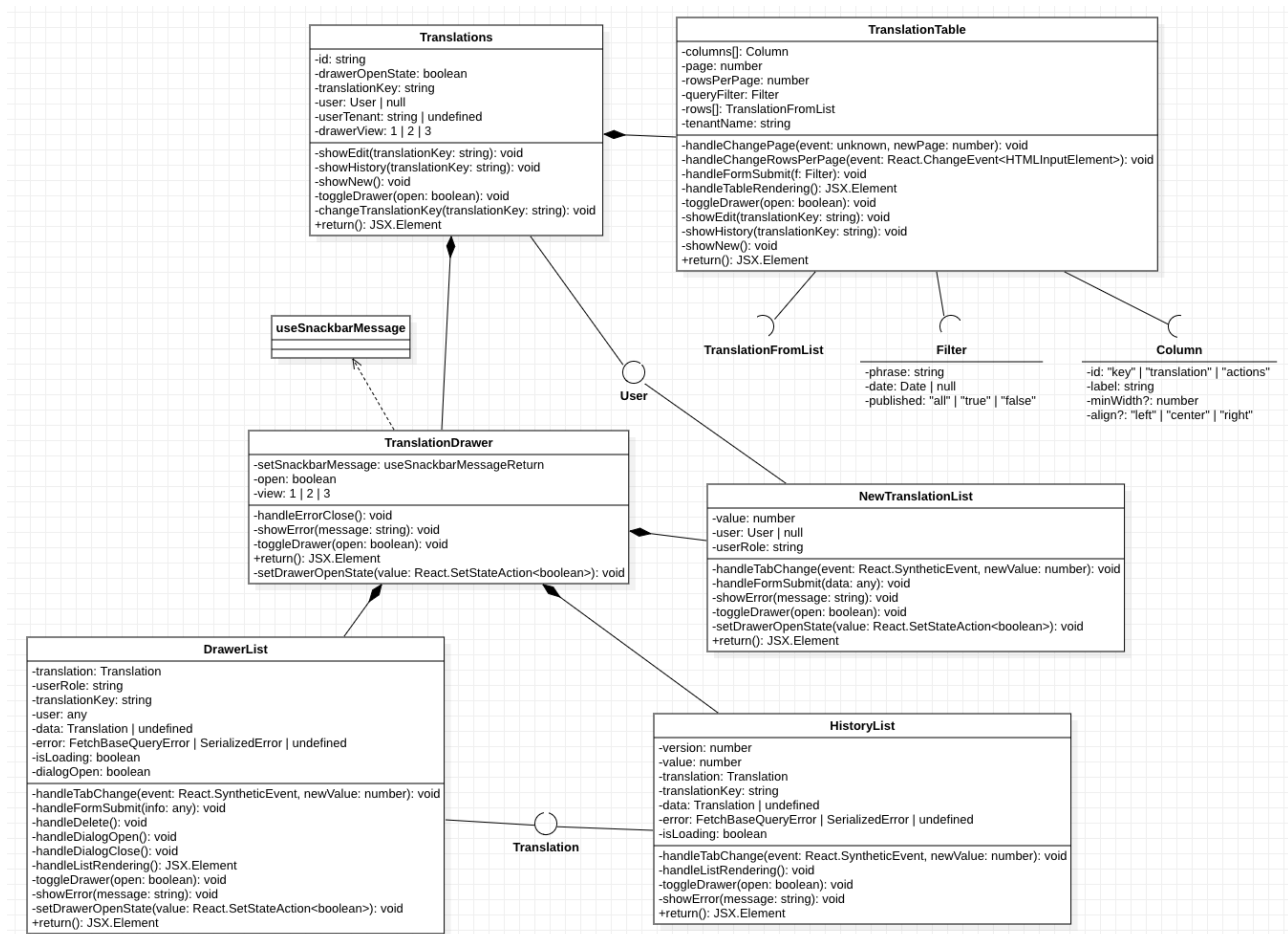 Translations
-id: string
-drawerOpenState: boolean
-translationKey: string
-user: User | null
-userTenant: string | undefined
-drawerView: 1 | 2 | 3
-showEdit(translationKey: string): void
-showHistory(translationKey: string): void
-showNew(): void
-toggleDrawer(open: boolean): void
-changeTranslationKey(translationKey: string): void
+return(): JSX.Element
TranslationTable
-columns[]: Column
-page: number
-rowsPerPage: number
-queryFilter: Filter
-rows[]: TranslationFromList
-tenantName: string
-handleChangePage(event: unknown, newPage: number): void
-handleChangeRowsPerPage(event: React.ChangeEvent<HTMLInputElement>): void
-handleFormSubmit(f: Filter): void
-handleTableRendering(): JSX.Element
-toggleDrawer(open: boolean): void
-showEdit(translationKey: string): void
-showHistory(translationKey: string): void
-showNew(): void
+return(): JSX.Element
useSnackbarMessage
TranslationFromList
Filter
-phrase: string
-date: Date | null
-published: "all" | "true" | "false"
Column
-id: "key" | "translation" | "actions"
-label: string
-minWidth?: number
-align?: "left" | "center" | "right"
User
TranslationDrawer
-setSnackbarMessage: useSnackbarMessageReturn
-open: boolean
-view: 1 | 2 | 3
-handleErrorClose(): void
-showError(message: string): void
-toggleDrawer(open: boolean): void
+return(): JSX.Element
-setDrawerOpenState(value: React.SetStateAction<boolean>): void
NewTranslationList
-value: number
-user: User | null
-userRole: string
-handleTabChange(event: React.SyntheticEvent, newValue: number): void
-handleFormSubmit(data: any): void
-showError(message: string): void
-toggleDrawer(open: boolean): void
-setDrawerOpenState(value: React.SetStateAction<boolean>): void
+return(): JSX.Element
DrawerList
-translation: Translation
-userRole: string
-translationKey: string
-user: any
-data: Translation | undefined
-error: FetchBaseQueryError | SerializedError | undefined
-isLoading: boolean
-dialogOpen: boolean
-handleTabChange(event: React.SyntheticEvent, newValue: number): void
-handleFormSubmit(info: any): void
-handleDelete(): void
-handleDialogOpen(): void
-handleDialogClose(): void
-handleListRendering(): JSX.Element
-toggleDrawer(open: boolean): void
-showError(message: string): void
-setDrawerOpenState(value: React.SetStateAction<boolean>): void
+return(): JSX.Element
Translation
HistoryList
-version: number
-value: number
-translation: Translation
-translationKey: string
-data: Translation | undefined
-error: FetchBaseQueryError | SerializedError | undefined
-isLoading: boolean
-handleTabChange(event: React.SyntheticEvent, newValue: number): void
-handleListRendering(): void
-toggleDrawer(open: boolean): void
-showError(message: string): void
+return(): JSX.Element